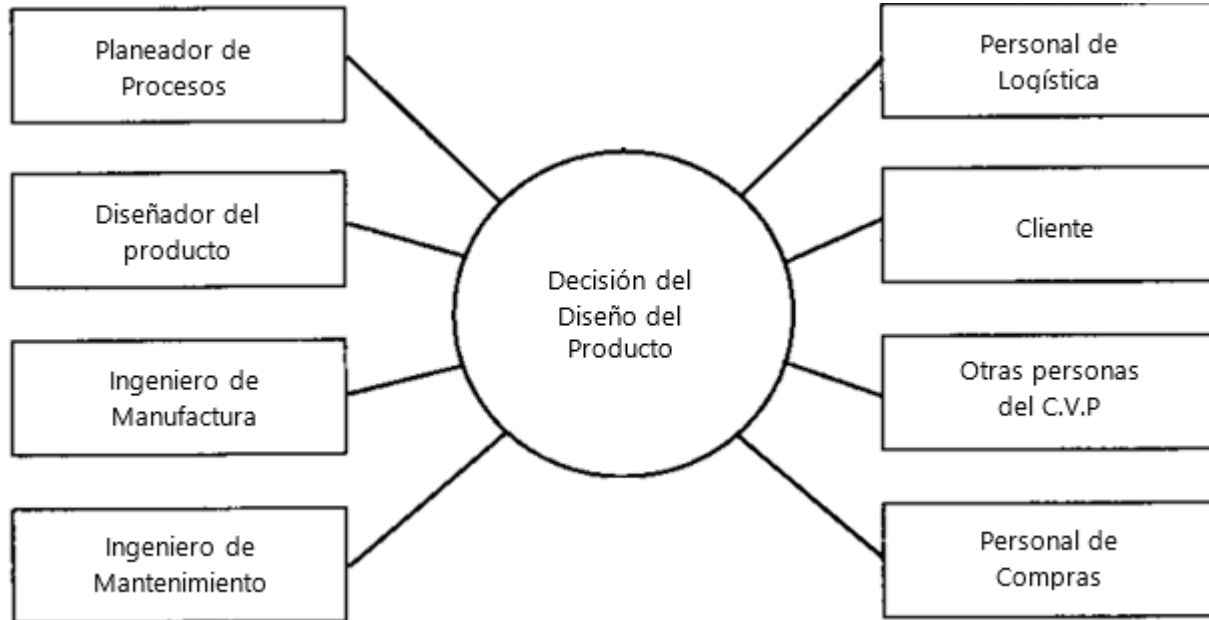 Planeador de
Procesos
Diseñador del
producto
Ingeniero de
Manufactura
Ingeniero de
Mantenimiento
Decisión del
Diseño del
Producto
Personal de
Logística
Cliente
Otras personas
del C.V.P
Personal de
Compras